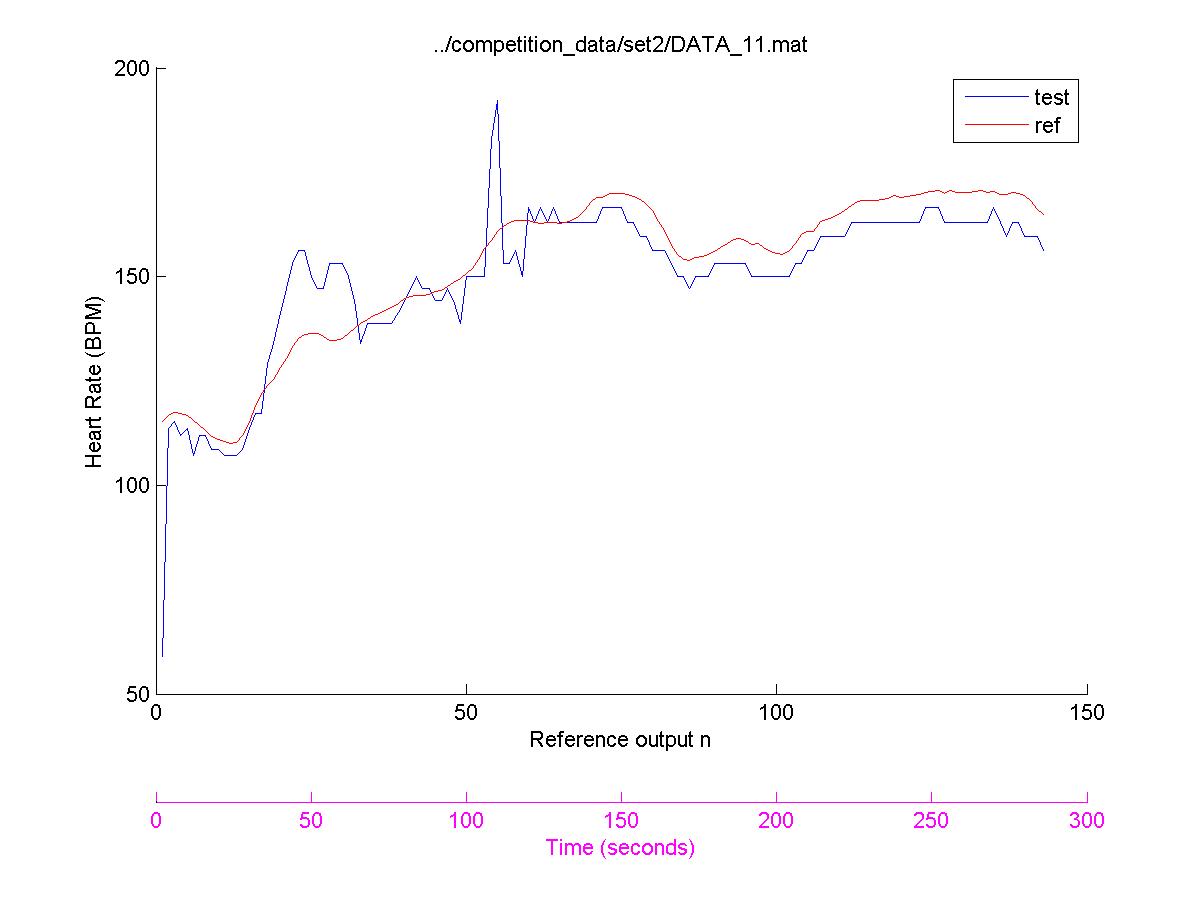 ../competition_data/set2/DATA_11.mat
200
test
ref
150
Heart Rate (BPM)
100
50
0 50 100 150
Reference output n
0 50 100 150 200 250 300
Time (seconds)